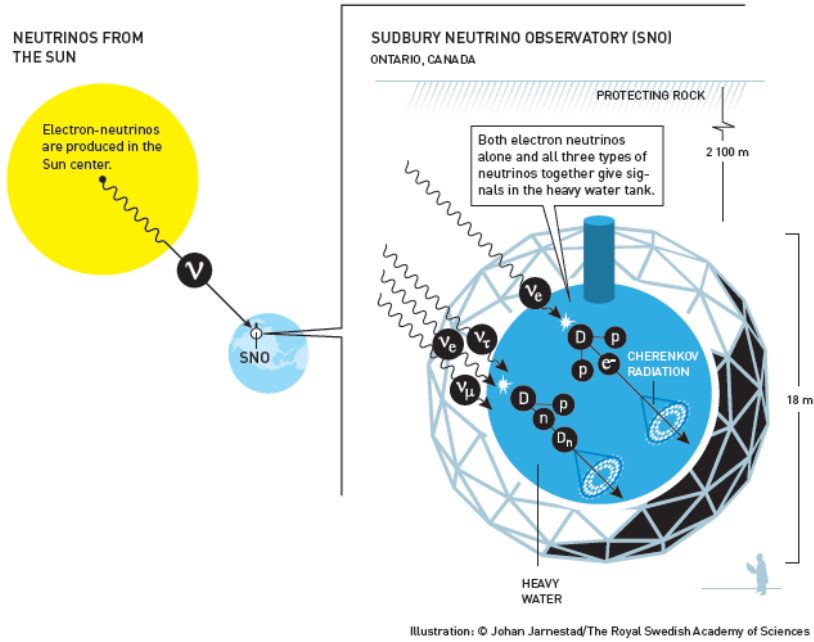 NEUTRINOS FROM
THE SUN
Electron-neutrinos
are produced in the
Sun center.
ν
SNO
SUDBURY NEUTRINO OBSERVATORY (SNO)
ONTARIO, CANADA
PROTECTING ROCK
2 100 m
Both electron neutrinos
alone and all three types of
neutrinos together give sig-
nals in the heavy water tank.
νe
ντ
νe
νμ
D
p
p
e-
CHERENKOV
RADIATION
D
p
n
Dn
18 m
HEAVY
WATER
Illustration: © Johan Jarnestad/The Royal Swedish Academy of Sciences